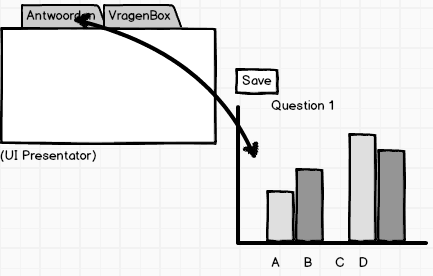 Antwoorden VragenBox
Save
Question 1
(UI Presentator)
A B C D